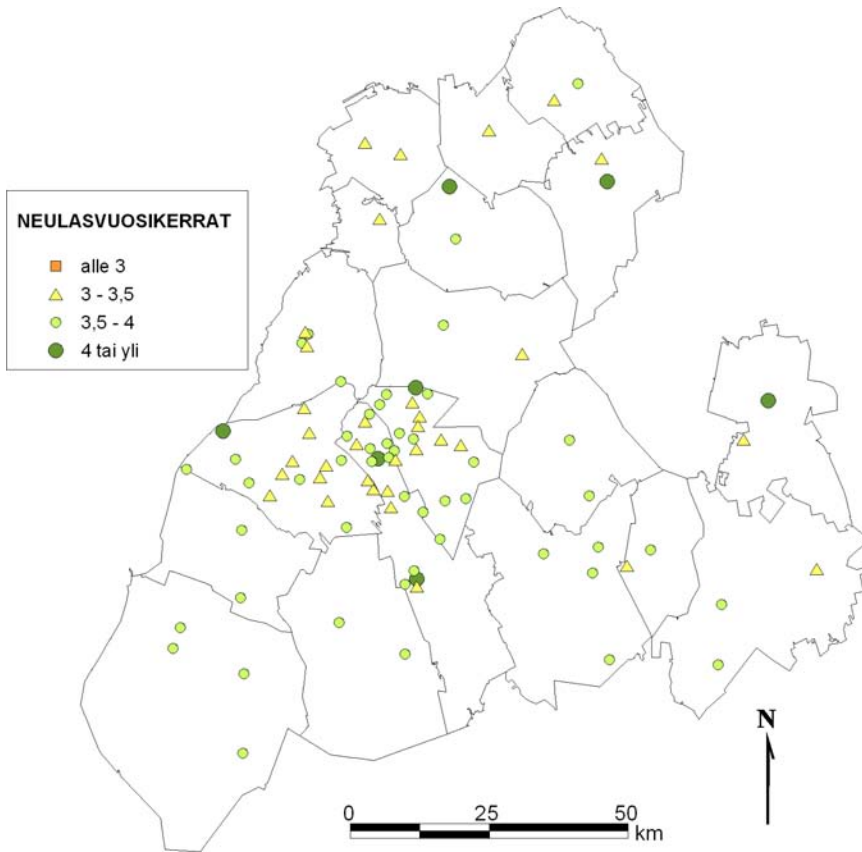 NEULASVUOSIKERRAT
alle 3
3 - 3,5
3,5 - 4
4 tai yli
N
0 25 50
km